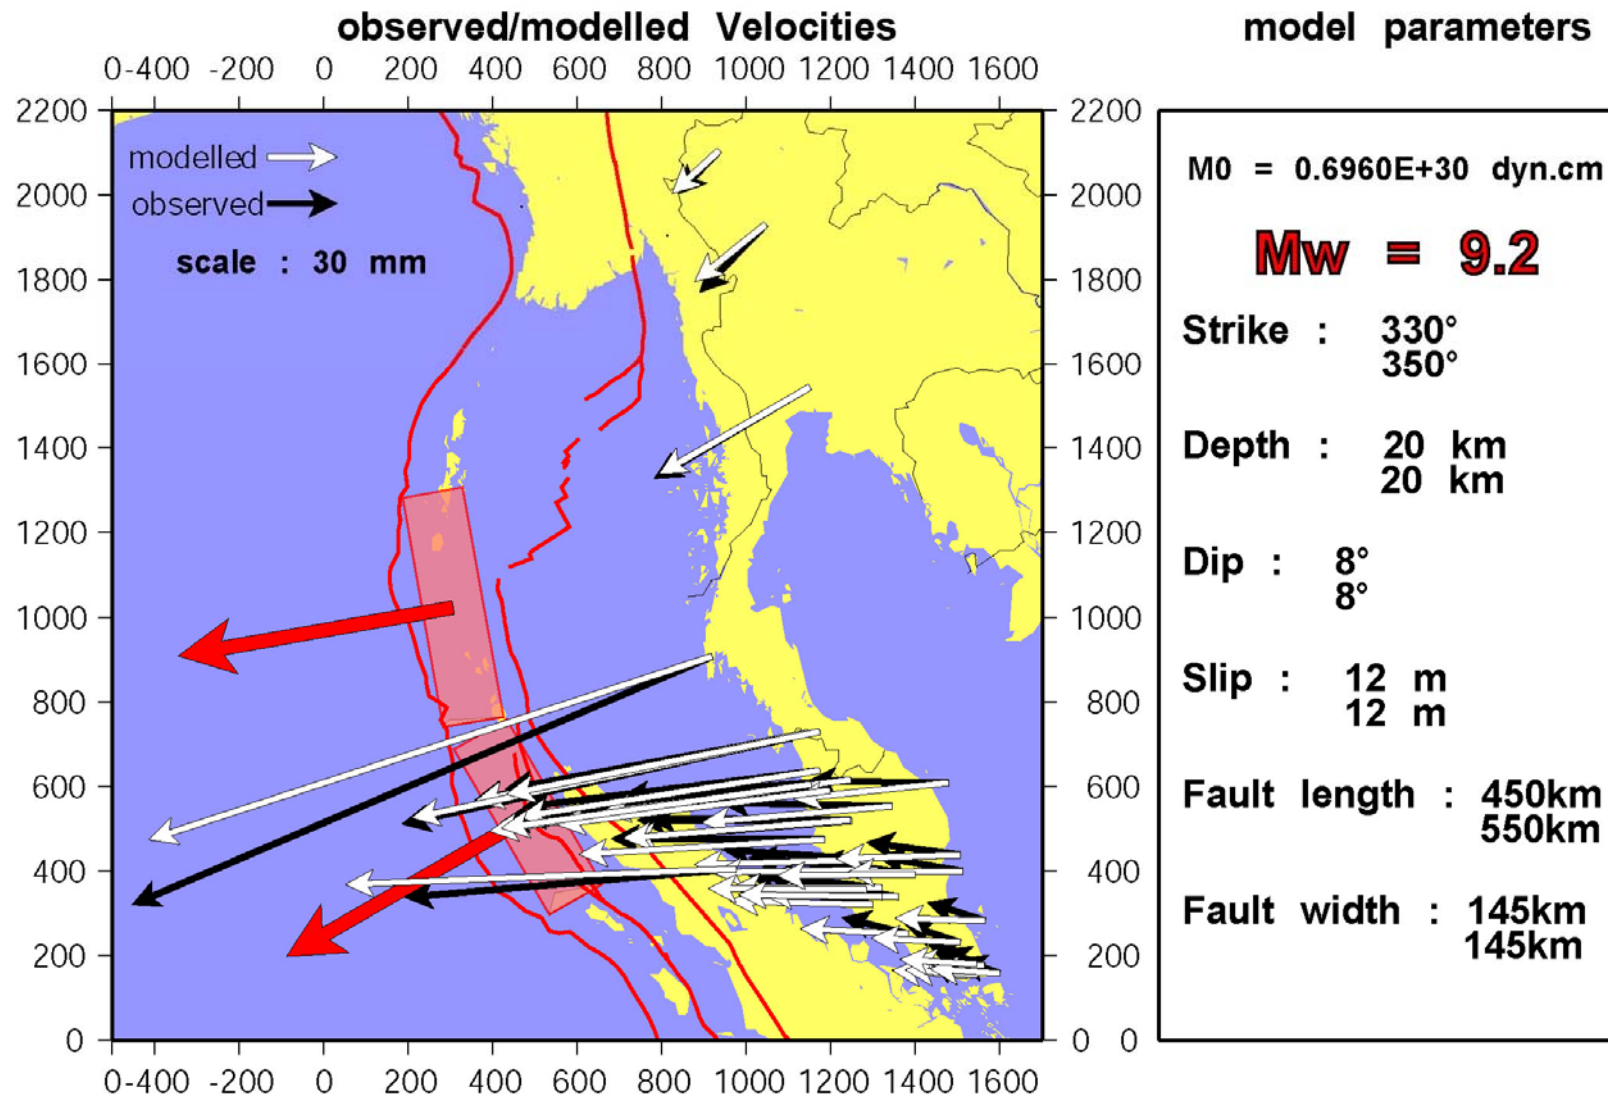 observed/modelled Velocities
model parameters
0-400 -200 0 200 400 600 800 1000 1200 1400 1600
2200 2200
2000 2000
1800 1800
1600 1600
1400 1400
1200 1200
1000 1000
800 800
600 600
400 400
200 200
0 0 0
0-400 -200 0 200 400 600 800 1000 1200 1400 1600
modelled
observed
scale : 30 mm
M0 = 0.6960E+30 dyn.cm
Mw = 9.2
Strike : 330°
350°
Depth : 20 km
20 km
Dip : 8°
8°
Slip : 12 m
12 m
Fault length : 450km
550km
Fault width : 145km
145km